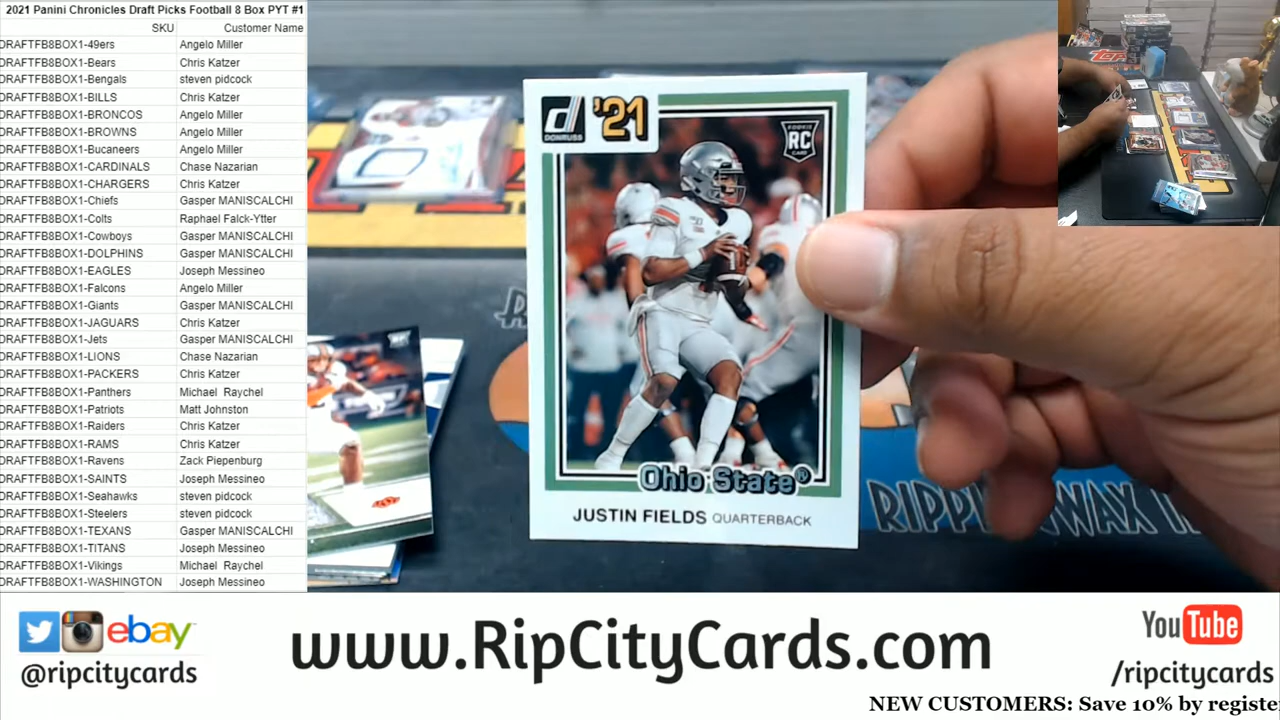 2021 Panini Chronicles Draft Picks Football 8 Box PYT #1
SKU Customer Name
DRAFTFB8BOX1-49ers Angelo Miller
DRAFTFB8BOX1-Bears Chris Katzer
DRAFTFB8BOX1-Bengals steven pidcock
DRAFTFB8BOX1-BILLS Chris Katzer
DRAFTFB8BOX1-BRONCOS Angelo Miller
DRAFTFB8BOX1-BROWNS Angelo Miller
DRAFTFB8BOX1-Bucaneers Angelo Miller
DRAFTFB8BOX1-CARDINALS Chase Nazarian
DRAFTFB8BOX1-CHARGERS Chris Katzer
DRAFTFB8BOX1-Chiefs Gasper MANISCALCHI
DRAFTFB8BOX1-Colts Raphael Falck-Ytter
DRAFTFB8BOX1-Cowboys Gasper MANISCALCHI
DRAFTFB8BOX1-DOLPHINS Gasper MANISCALCHI
DRAFTFB8BOX1-EAGLES Joseph Messineo
DRAFTFB8BOX1-Falcons Angelo Miller
DRAFTFB8BOX1-Giants Gasper MANISCALCHI
DRAFTFB8BOX1-JAGUARS Chris Katzer
DRAFTFB8BOX1-Jets Gasper MANISCALCHI
DRAFTFB8BOX1-LIONS Chase Nazarian
DRAFTFB8BOX1-PACKERS Chris Katzer
DRAFTFB8BOX1-Panthers Michael Raychel
DRAFTFB8BOX1-Patriots Matt Johnston
DRAFTFB8BOX1-Raiders Chris Katzer
DRAFTFB8BOX1-RAMS Chris Katzer
DRAFTFB8BOX1-Ravens Zack Piepenburg
DRAFTFB8BOX1-SAINTS Joseph Messineo
DRAFTFB8BOX1-Seahawks steven pidcock
DRAFTFB8BOX1-Steelers steven pidcock
DRAFTFB8BOX1-TEXANS Gasper MANISCALCHI
DRAFTFB8BOX1-TITANS Joseph Messineo
DRAFTFB8BOX1-Vikings Michael Raychel
DRAFTFB8BOX1-WASHINGTON Joseph Messineo
DONRUSS '21
ROOKIE
RC
CARD
Ohio State®
JUSTIN FIELDS QUARTERBACK
ebay
@ripcitycards
www.RipCityCards.com
YouTube
/ripcitycards
NEW CUSTOMERS: Save 10% by registe